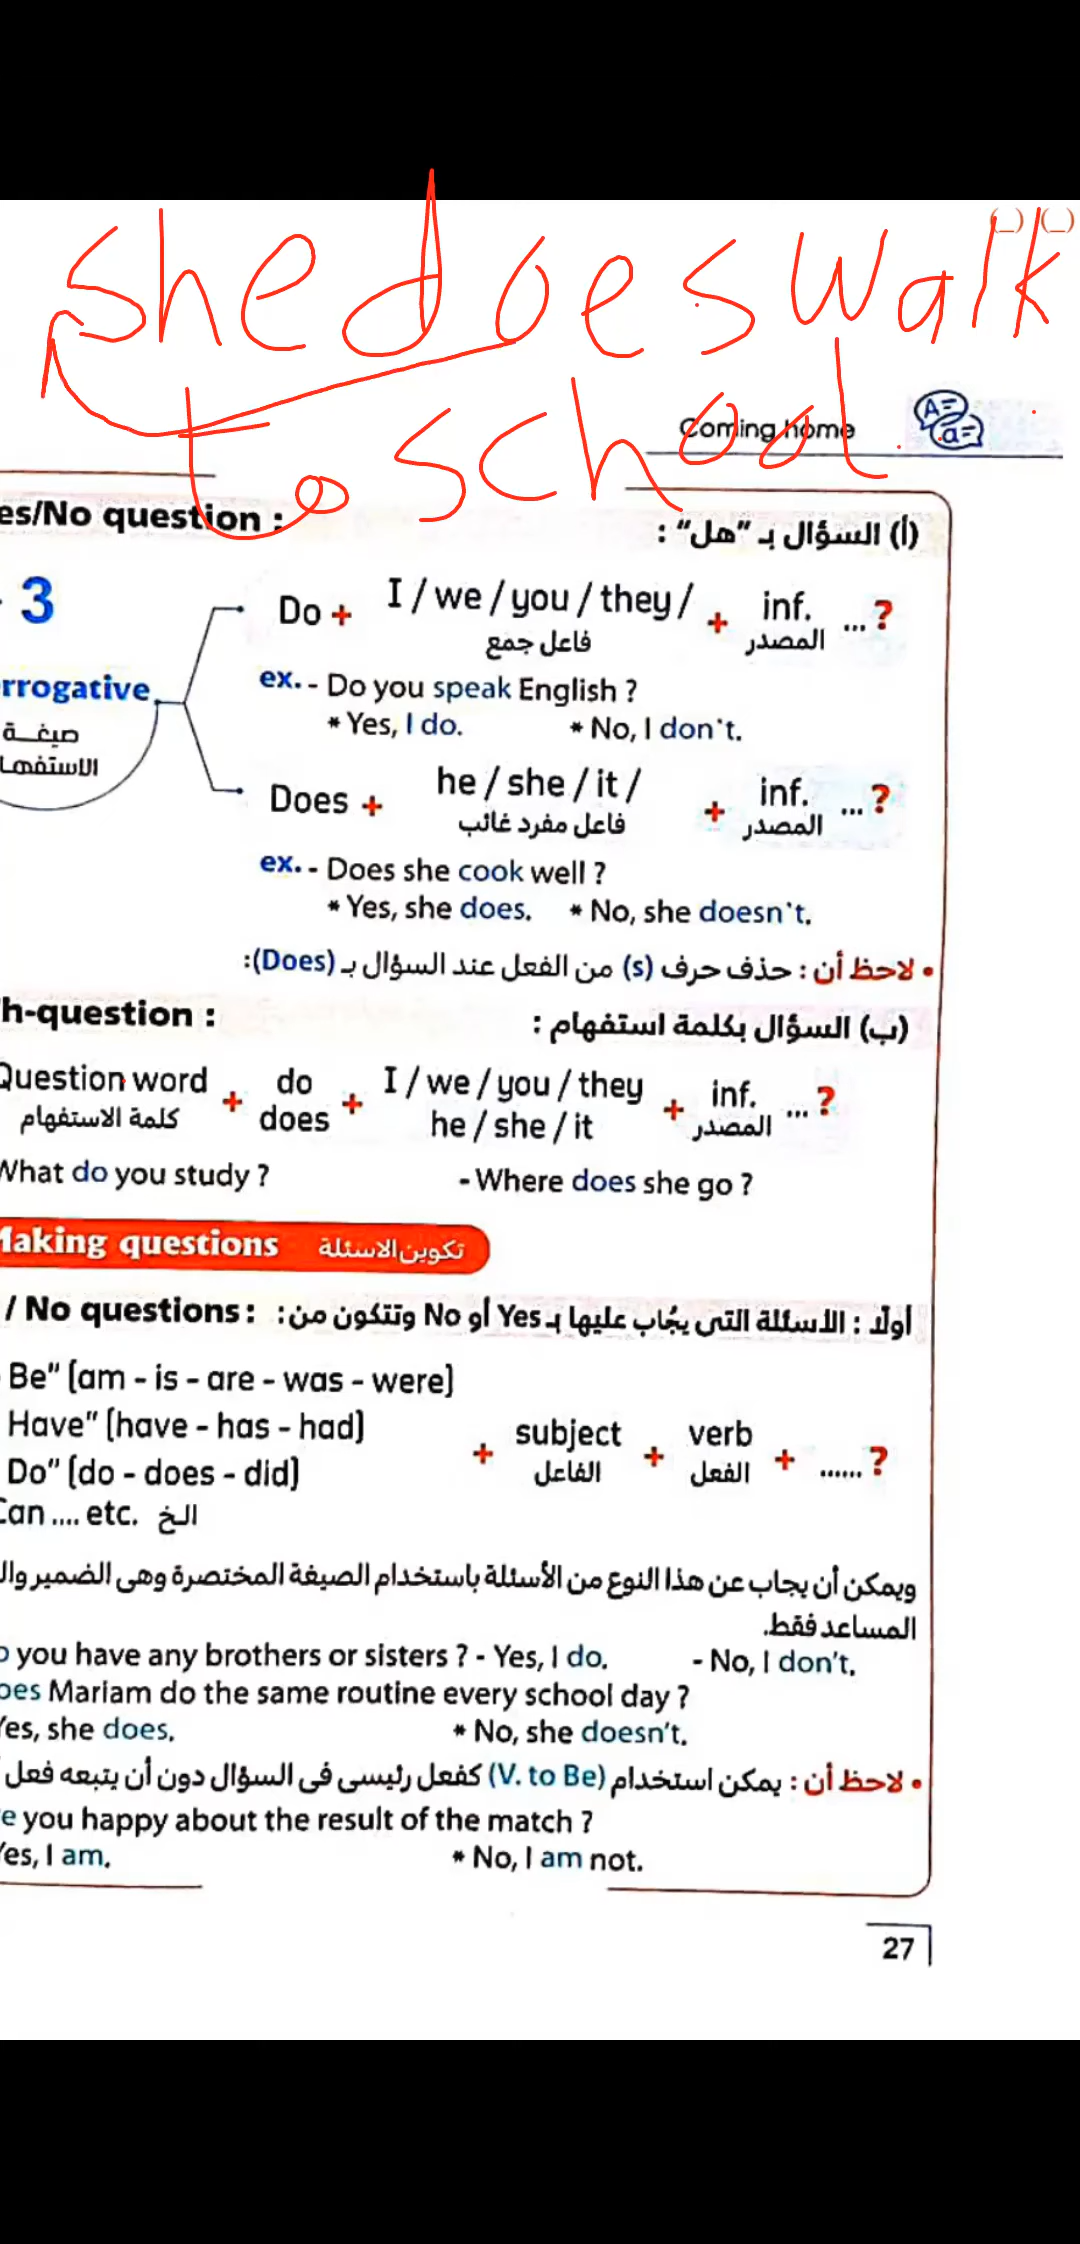 (_) (_)
she does walk
to school
Coming home
A= a=
es/No question :
(أ) السؤال بـ "هل" :
3
Do + I / we / you / they / + inf. ... ?
فاعل جمع المصدر
rrogative
صيغة
ex. - Do you speak English ?
* Yes, I do. * No, I don't.
Does + he / she / it / + inf. ... ?
فاعل مفرد غائب المصدر
ex. - Does she cook well ?
* Yes, she does. * No, she doesn't.
• لاحظ أن : حذف حرف (s) من الفعل عند السؤال بـ (Does):
h-question :
(ب) السؤال بكلمة استفهام :
Question word + do + I / we / you / they + inf. ... ?
كلمة الاستفهام does he / she / it المصدر
What do you study ? - Where does she go ?
Making questions تكوين الاسئلة
/ No questions : أولًا : الأسئلة التى يجُاب عليها بـ Yes أو No وتتكون من:
Be" (am - is - are - was - were)
Have" (have - has - had)
+ subject + verb + ...... ?
الفاعل الفعل
Do" (do - does - did)
Can .... etc. الخ
ويمكن أن يجاب عن هذا النوع من الأسئلة باستخدام الصيغة المختصرة وهى الضمير وال
المساعد فقط.
o you have any brothers or sisters ? - Yes, I do. - No, I don't.
oes Mariam do the same routine every school day ?
Yes, she does. * No, she doesn't.
• لاحظ أن : يمكن استخدام (V. to Be) كفعل رئيسى فى السؤال دون أن يتبعه فعل
e you happy about the result of the match ?
Yes, I am. * No, I am not.
27